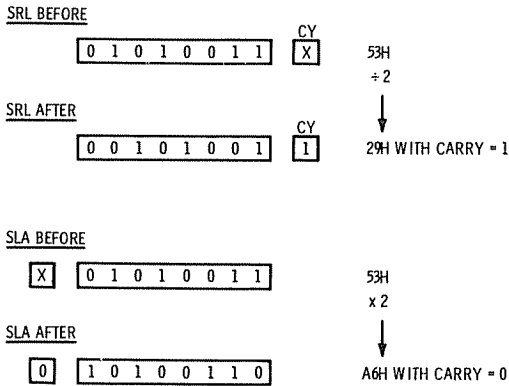 SRL BEFORE
CY
0 1 0 1 0 0 1 1 X 53H
÷ 2
SRL AFTER
CY
0 0 1 0 1 0 0 1 1 29H WITH CARRY = 1
SLA BEFORE
X 0 1 0 1 0 0 1 1 53H
x 2
SLA AFTER
0 1 0 1 0 0 1 1 0 A6H WITH CARRY = 0